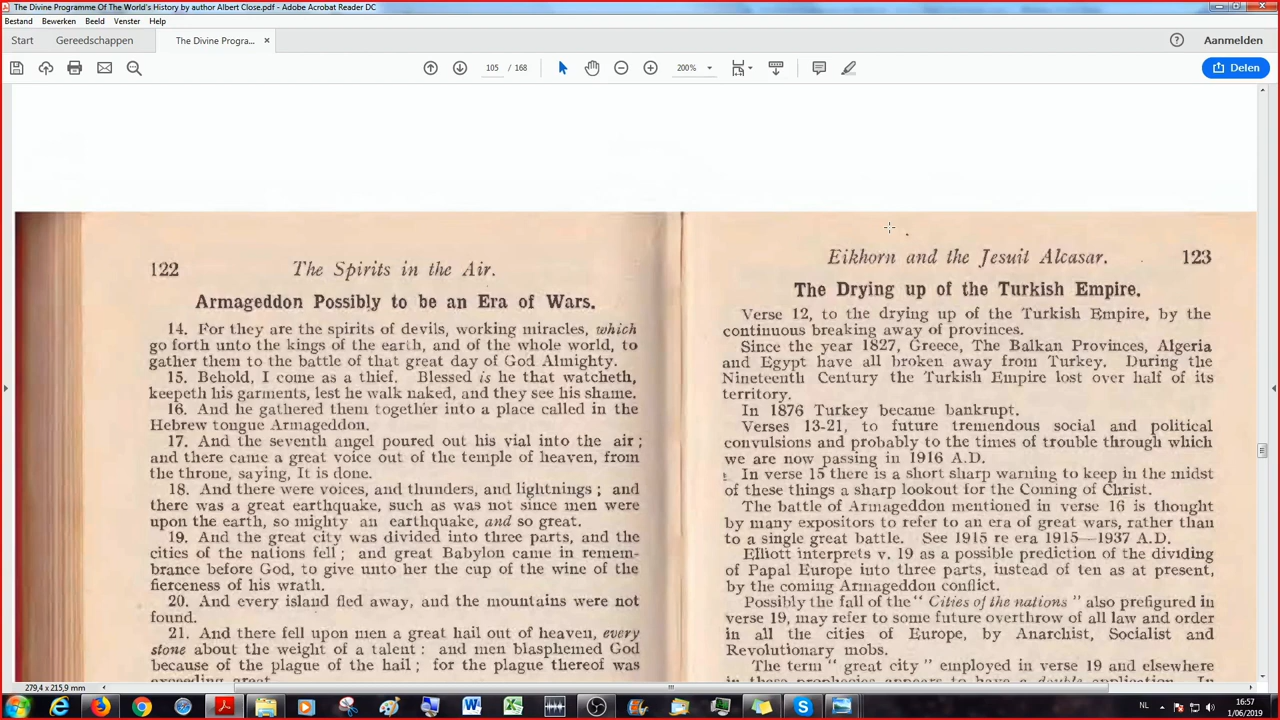 The Divine Programme Of The World's History by author Albert Close.pdf - Adobe Acrobat Reader DC
Bestand Bewerken Beeld Venster Help
Start Gereedschappen The Divine Progra... × Aanmelden
105 / 168 200% Delen
122 The Spirits in the Air.
Armageddon Possibly to be an Era of Wars.
14. For they are the spirits of devils, working miracles, which
go forth unto the kings of the earth, and of the whole world, to
gather them to the battle of that great day of God Almighty.
15. Behold, I come as a thief. Blessed is he that watcheth,
keepeth his garments, lest he walk naked, and they see his shame.
16. And he gathered them together into a place called in the
Hebrew tongue Armageddon.
17. And the seventh angel poured out his vial into the air;
and there came a great voice out of the temple of heaven, from
the throne, saying, It is done.
18. And there were voices, and thunders, and lightnings; and
there was a great earthquake, such as was not since men were
upon the earth, so mighty an earthquake, and so great.
19. And the great city was divided into three parts, and the
cities of the nations fell; and great Babylon came in remem-
brance before God, to give unto her the cup of the wine of the
fierceness of his wrath.
20. And every island fled away, and the mountains were not
found.
21. And there fell upon men a great hail out of heaven, every
stone about the weight of a talent: and men blasphemed God
because of the plague of the hail; for the plague thereof was
exceeding great.
Eikhorn and the Jesuit Alcasar. 123
The Drying up of the Turkish Empire.
Verse 12, to the drying up of the Turkish Empire, by the
continuous breaking away of provinces.
Since the year 1827, Greece, The Balkan Provinces, Algeria
and Egypt have all broken away from Turkey. During the
Nineteenth Century the Turkish Empire lost over half of its
territory.
In 1876 Turkey became bankrupt.
Verses 13-21, to future tremendous social and political
convulsions and probably to the times of trouble through which
we are now passing in 1916 A.D.
In verse 15 there is a short sharp warning to keep in the midst
of these things a sharp lookout for the Coming of Christ.
The battle of Armageddon mentioned in verse 16 is thought
by many expositors to refer to an era of great wars, rather than
to a single great battle. See 1915 re era 1915—1937 A.D.
Elliott interprets v. 19 as a possible prediction of the dividing
of Papal Europe into three parts, instead of ten as at present,
by the coming Armageddon conflict.
Possibly the fall of the "Cities of the nations" also prefigured in
verse 19, may refer to some future overthrow of all law and order
in all the cities of Europe, by Anarchist, Socialist and
Revolutionary mobs.
The term "great city" employed in verse 19 and elsewhere
in these prophecies appears to have a double application. In
279,4 x 215,9 mm
NL 16:57
1/06/2019